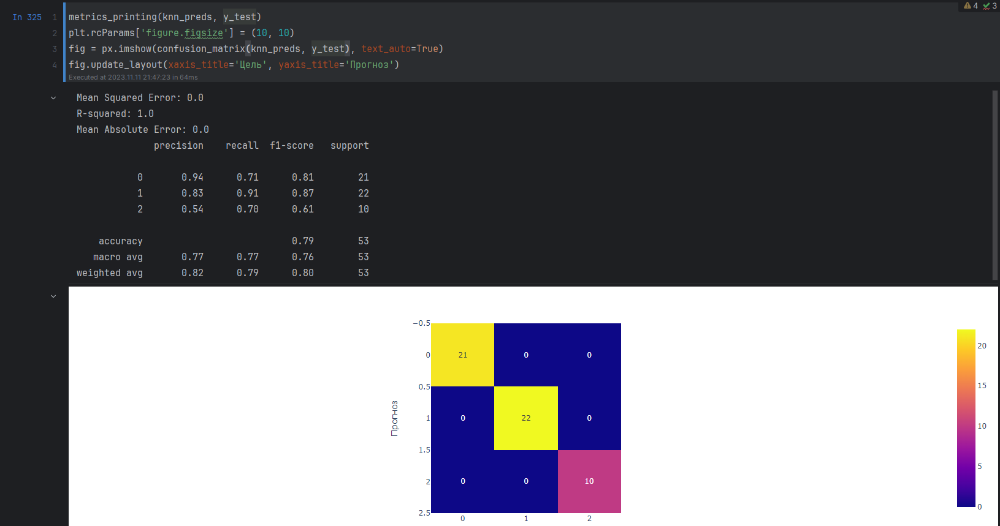 4 3
In 325 1 metrics_printing(knn_preds, y_test)
2 plt.rcParams['figure.figsize'] = (10, 10)
3 fig = px.imshow(confusion_matrix(knn_preds, y_test), text_auto=True)
4 fig.update_layout(xaxis_title='Цель', yaxis_title='Прогноз')
Executed at 2023.11.11 21:47:23 in 64ms
Mean Squared Error: 0.0
R-squared: 1.0
Mean Absolute Error: 0.0
precision recall f1-score support
0 0.94 0.71 0.81 21
1 0.83 0.91 0.87 22
2 0.54 0.70 0.61 10
accuracy 0.79 53
macro avg 0.77 0.77 0.76 53
weighted avg 0.82 0.79 0.80 53
−0.5
0 21 0 0 20
0.5 15
Прогноз
1 0 22 0
10
1.5
5
2 0 0 10
0
2.5
0 1 2